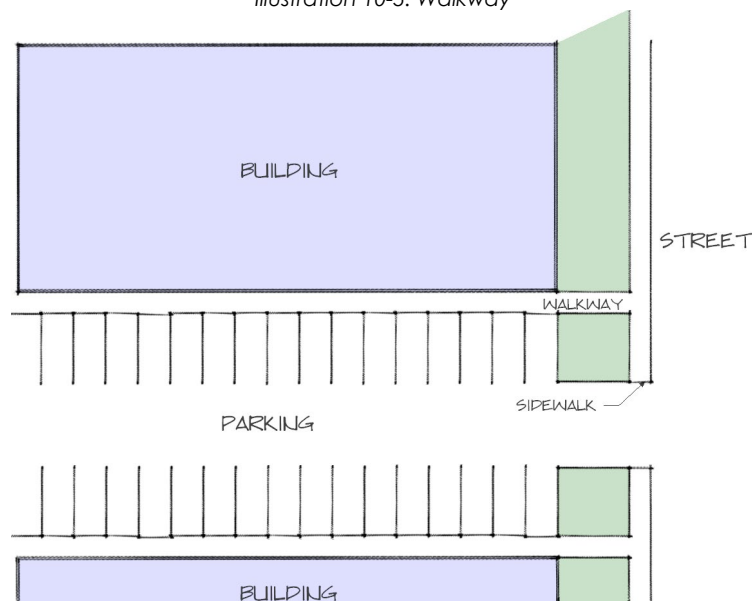 Illustration 10-5: Walkway
BUILDING
STREET
WALKWAY
SIDEWALK
PARKING
BUILDING